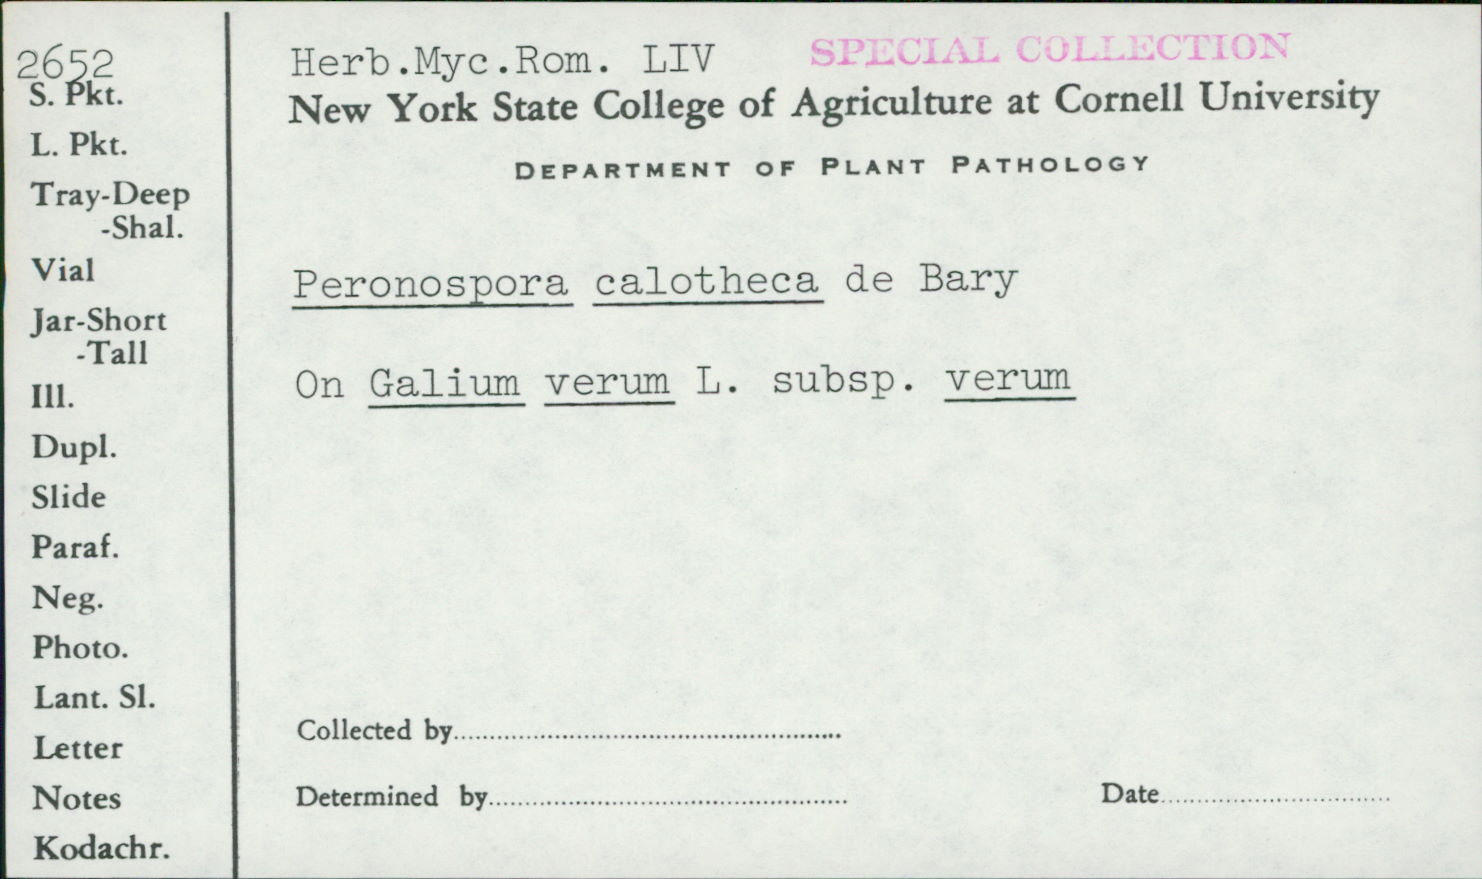 2652
S. Pkt.
L. Pkt.
Tray-Deep
-Shal.
Vial
Jar-Short
-Tall
Ill.
Dupl.
Slide
Paraf.
Neg.
Photo.
Lant. Sl.
Letter
Notes
Kodachr.
Herb.Myc.Rom. LIV SPECIAL COLLECTION
New York State College of Agriculture at Cornell University
DEPARTMENT OF PLANT PATHOLOGY
Peronospora calotheca de Bary
On Galium verum L. subsp. verum
Collected by
Determined by Date